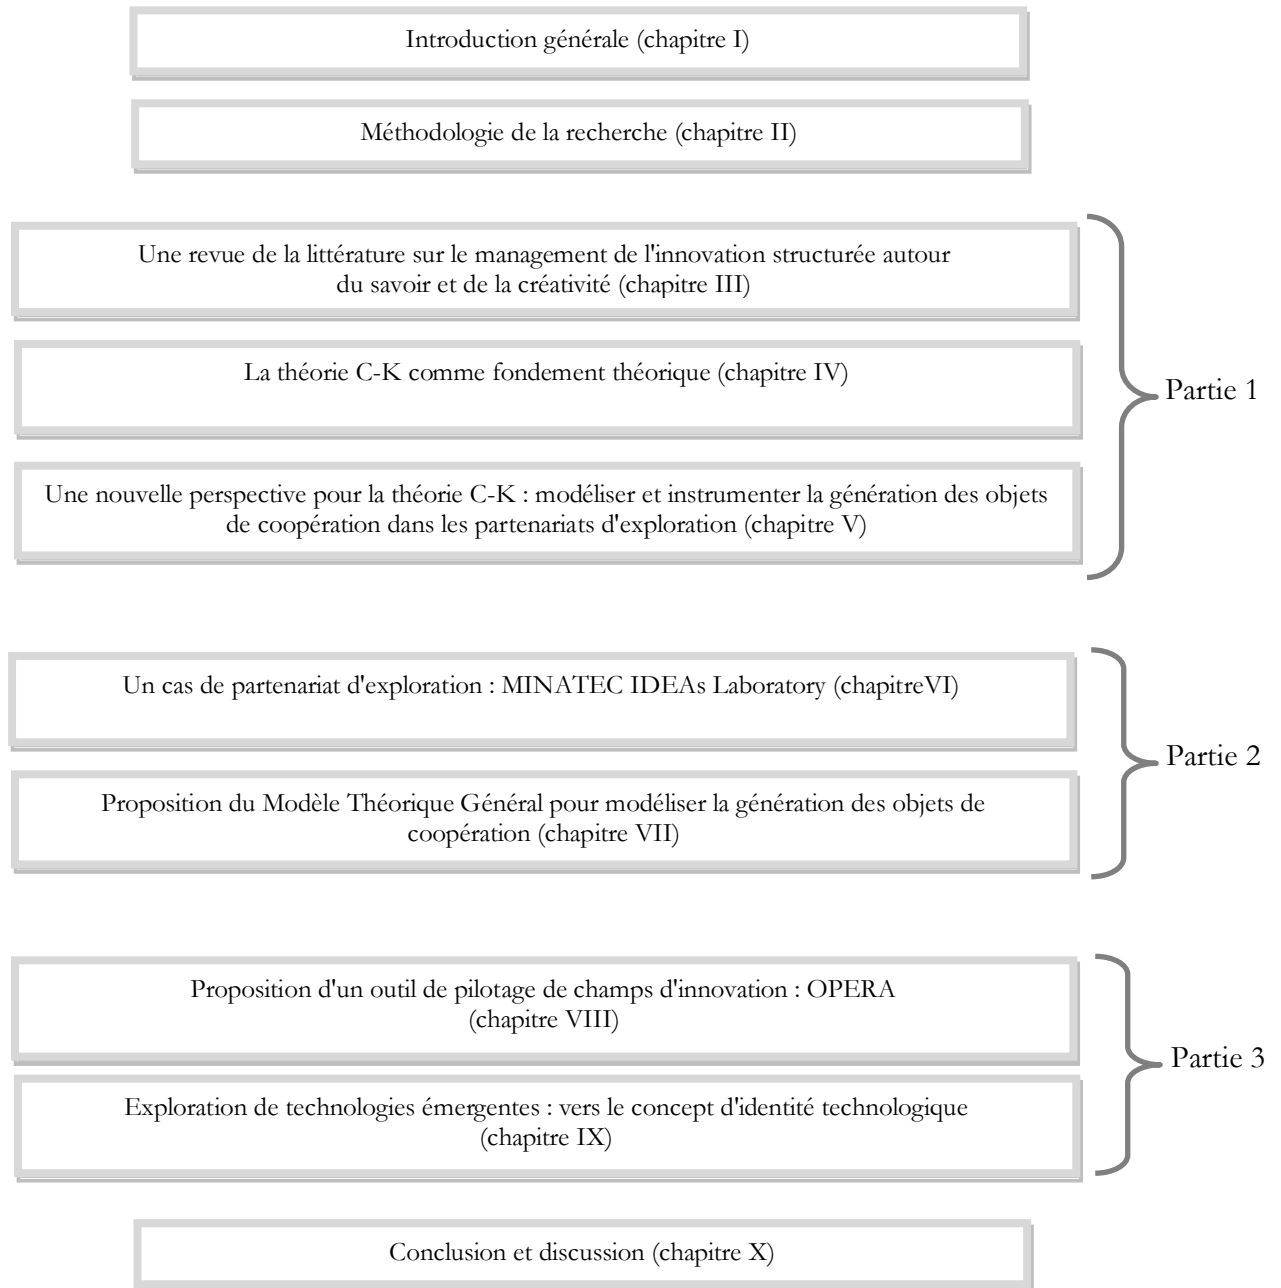 Introduction générale (chapitre I)
Méthodologie de la recherche (chapitre II)
Une revue de la littérature sur le management de l'innovation structurée autour
du savoir et de la créativité (chapitre III)
La théorie C-K comme fondement théorique (chapitre IV)
Partie 1
Une nouvelle perspective pour la théorie C-K : modéliser et instrumenter la génération des objets
de coopération dans les partenariats d'exploration (chapitre V)
Un cas de partenariat d'exploration : MINATEC IDEAs Laboratory (chapitreVI)
Partie 2
Proposition du Modèle Théorique Général pour modéliser la génération des objets de
coopération (chapitre VII)
Proposition d'un outil de pilotage de champs d'innovation : OPERA
(chapitre VIII)
Partie 3
Exploration de technologies émergentes : vers le concept d'identité technologique
(chapitre IX)
Conclusion et discussion (chapitre X)